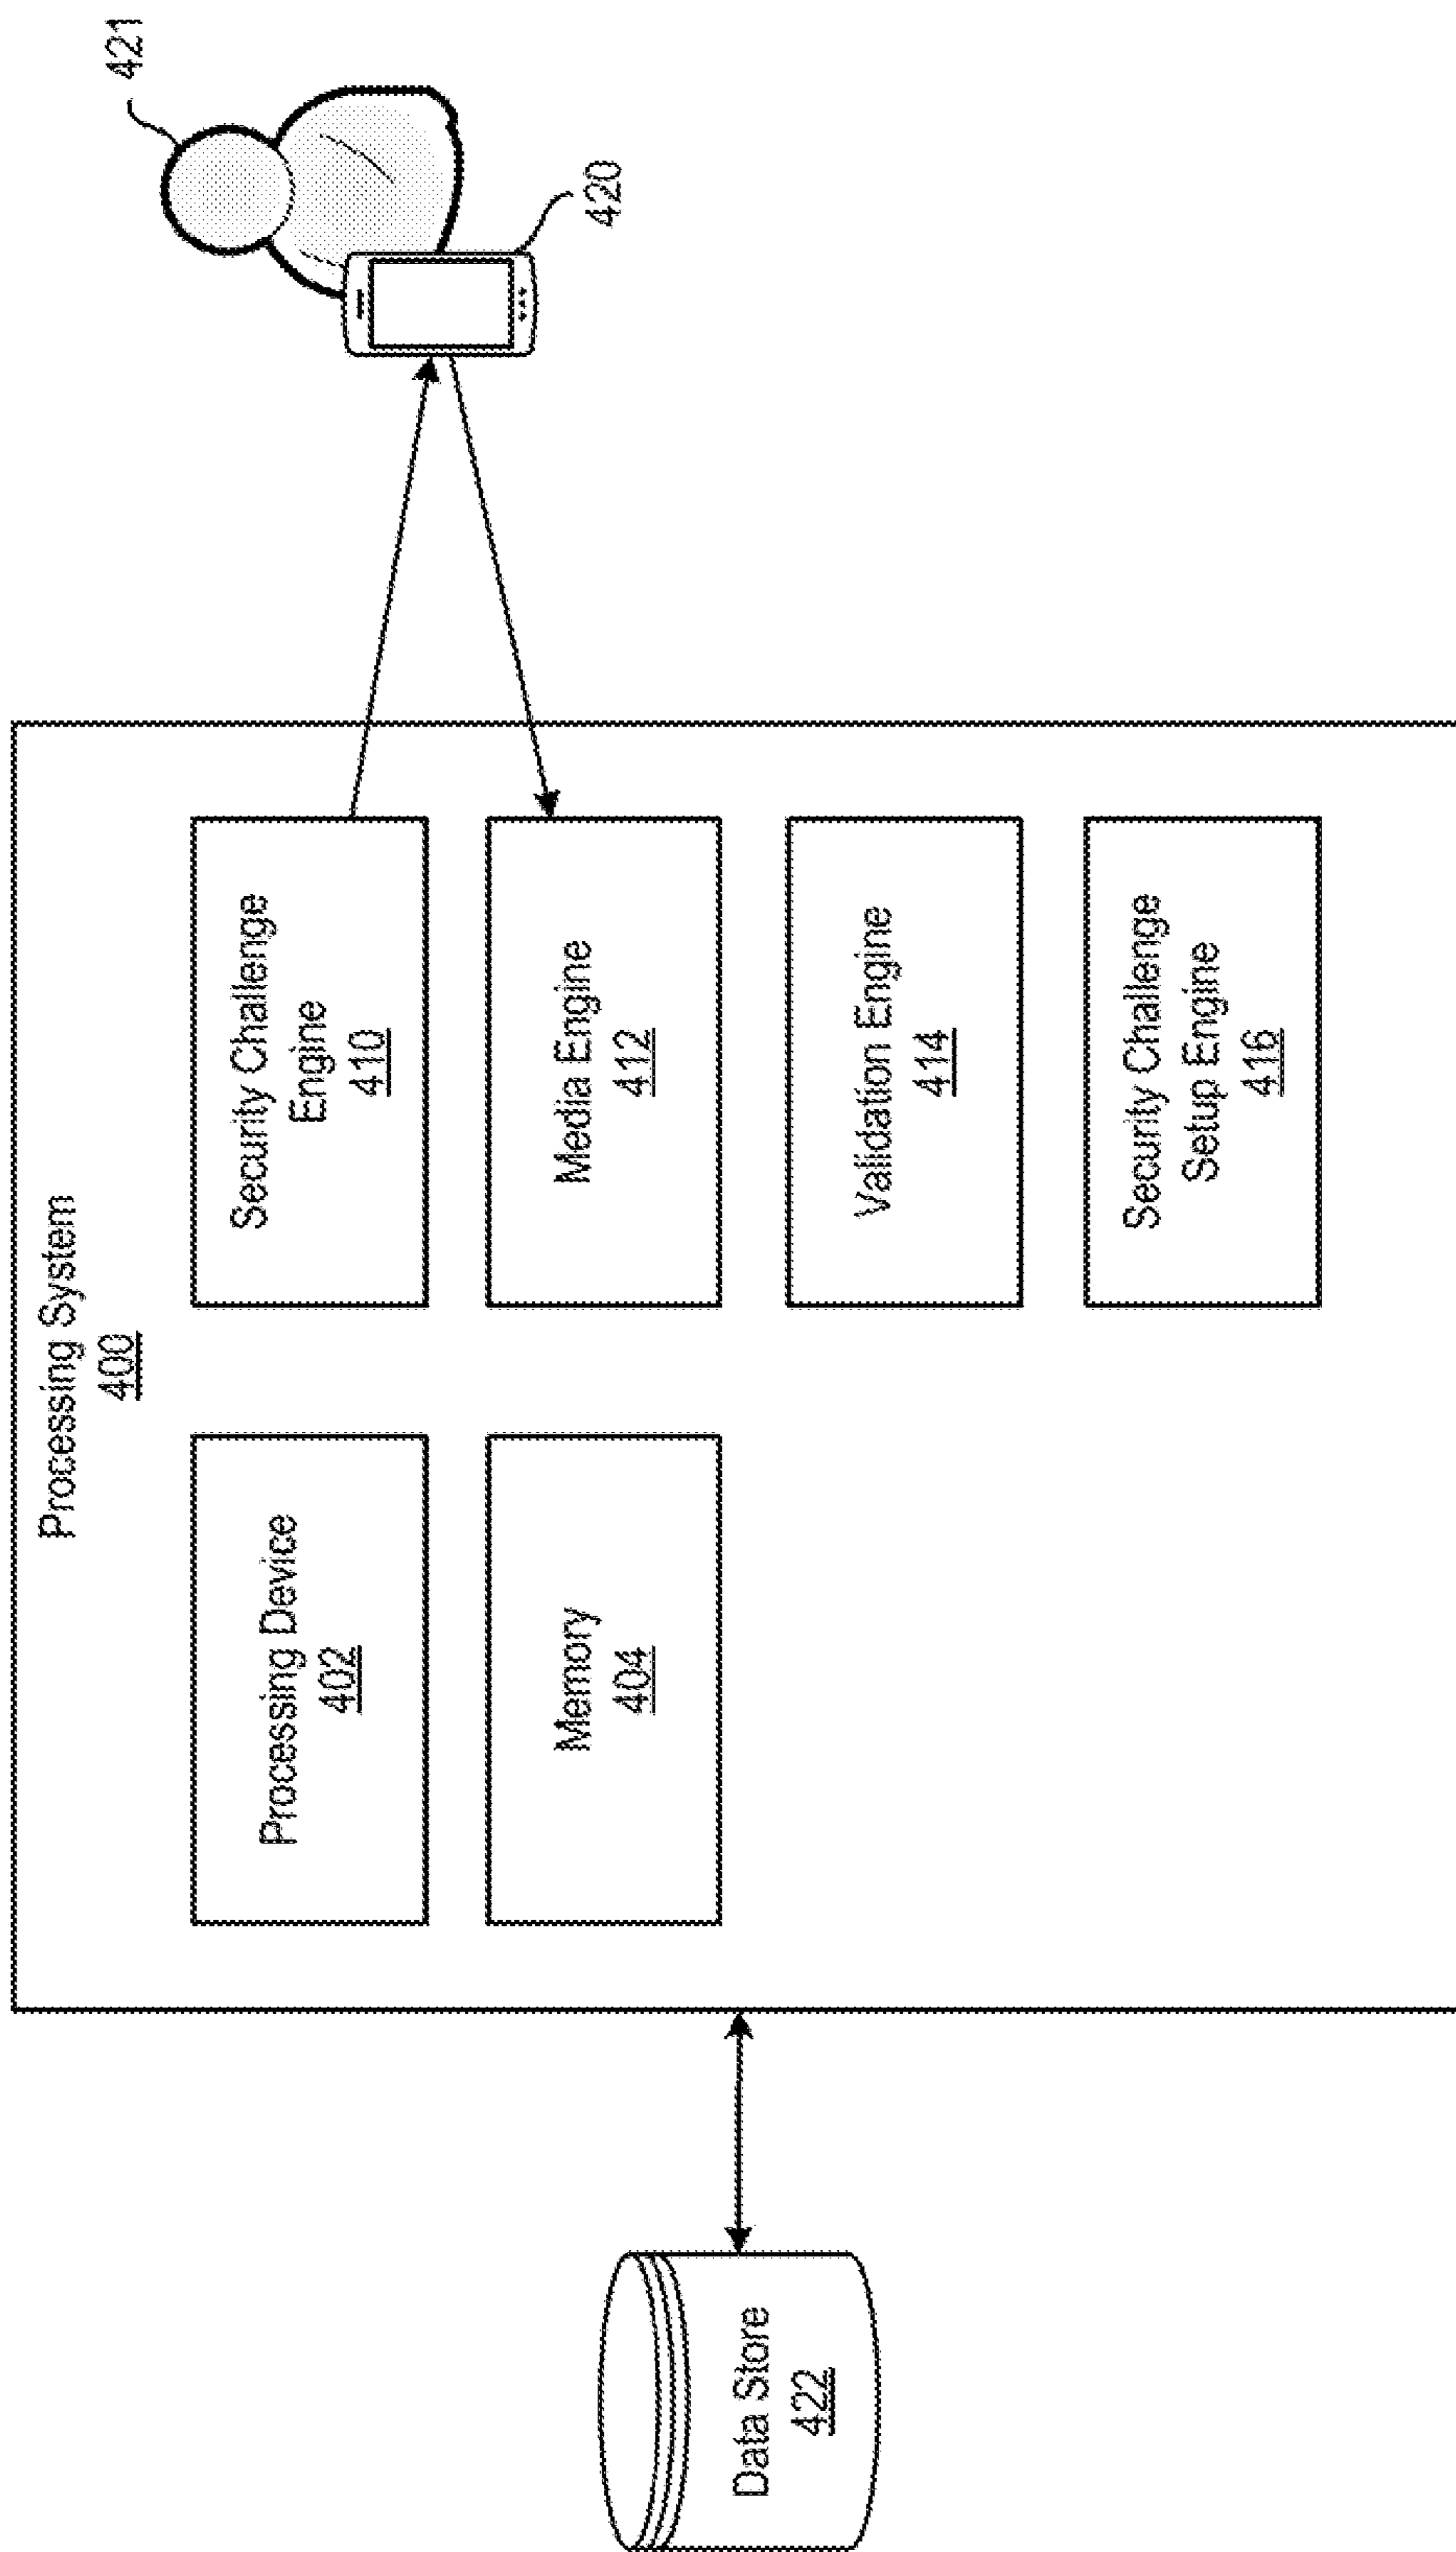 Processing System
400
Processing Device
402
Memory
404
Security Challenge
Engine
410
Media Engine
412
Validation Engine
414
Security Challenge
Setup Engine
416
Data Store
422
421
420